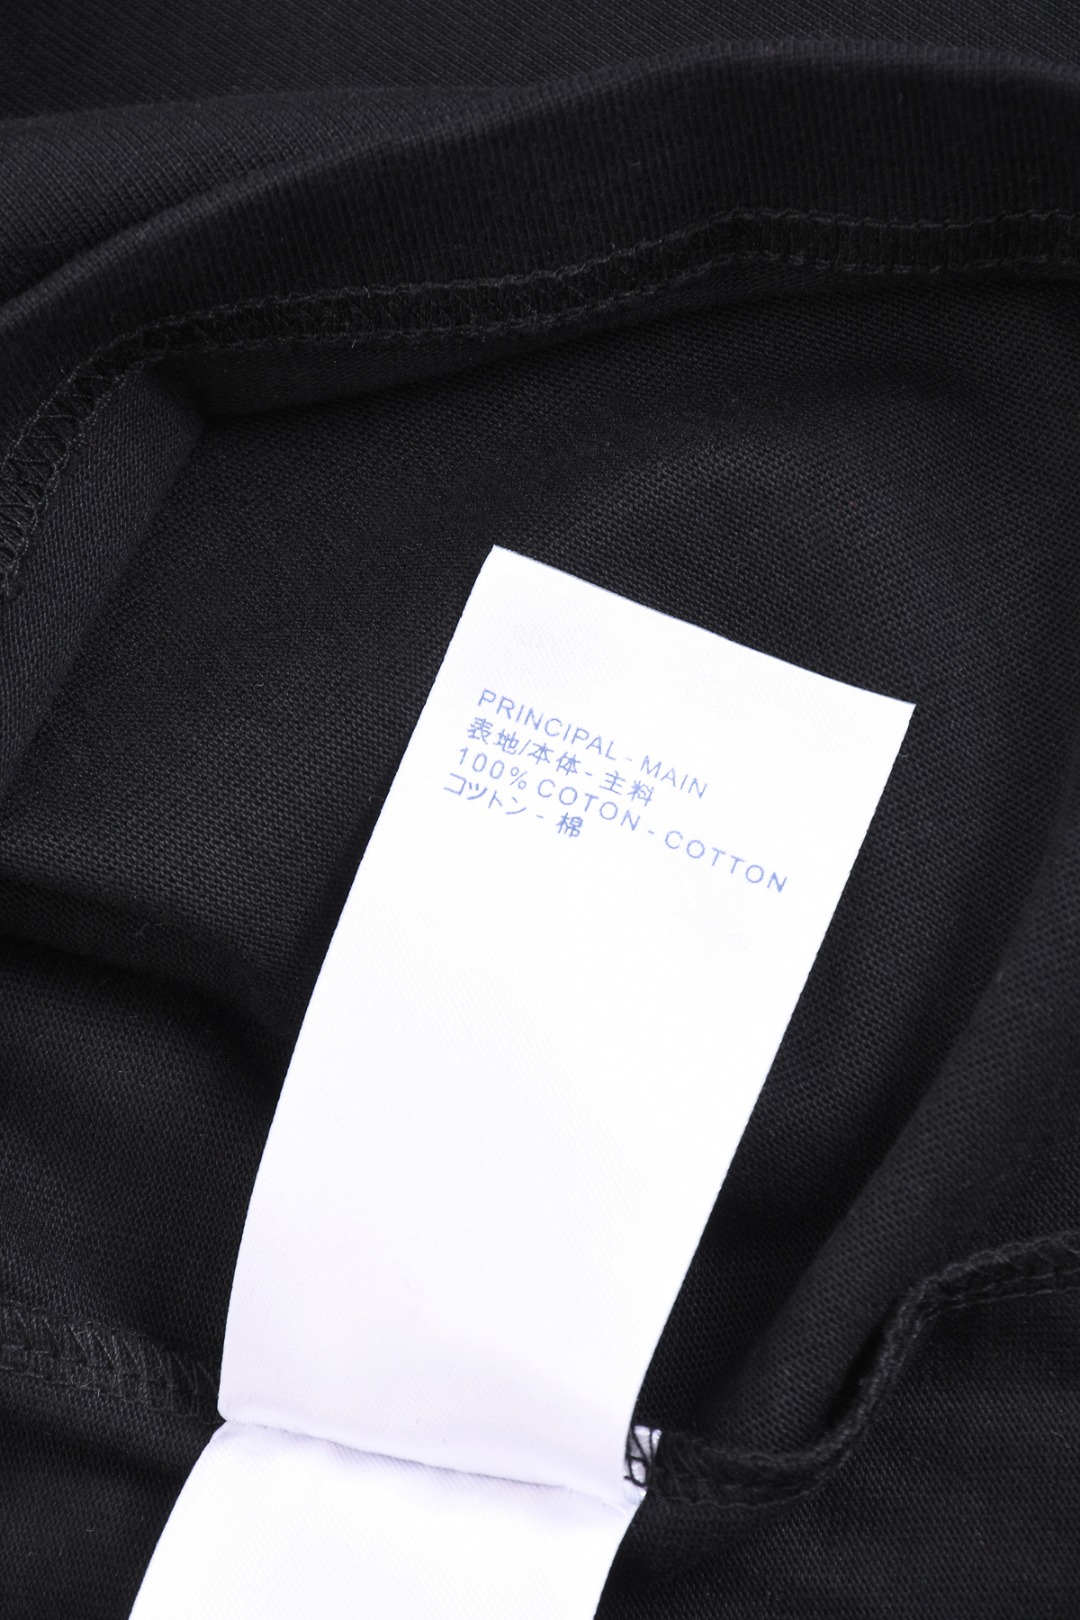 PRINCIPAL - MAIN
表地/本体 - 主料
100% COTON - COTTON
コットン - 棉